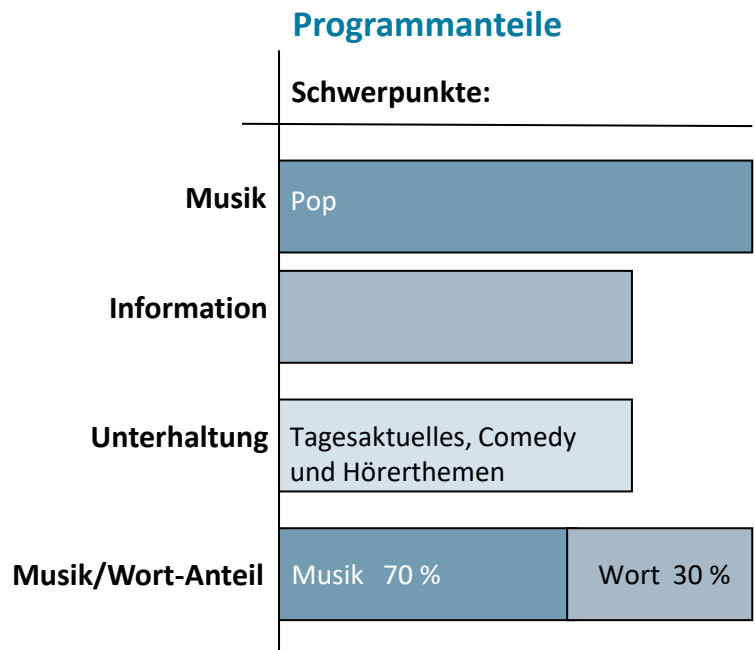 Programmanteile
Schwerpunkte:
Musik
Pop
Information
Unterhaltung
Tagesaktuelles, Comedy
und Hörerthemen
Musik/Wort-Anteil
Musik 70 %
Wort 30 %